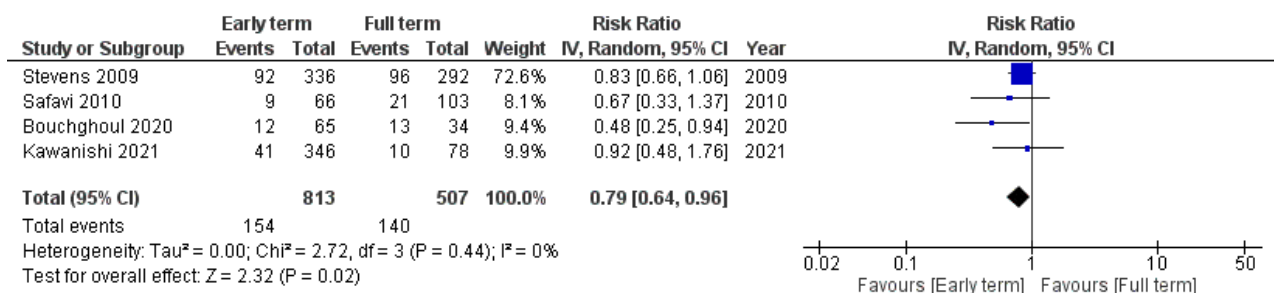 Early term Full term Risk Ratio Risk Ratio
Study or Subgroup Events Total Events Total Weight IV, Random, 95% CI Year IV, Random, 95% CI
Stevens 2009 92 336 96 292 72.6% 0.83 [0.66, 1.06] 2009
Safavi 2010 9 66 21 103 8.1% 0.67 [0.33, 1.37] 2010
Bouchghoul 2020 12 65 13 34 9.4% 0.48 [0.25, 0.94] 2020
Kawanishi 2021 41 346 10 78 9.9% 0.92 [0.48, 1.76] 2021
Total (95% CI) 813 507 100.0% 0.79 [0.64, 0.96]
Total events 154 140
Heterogeneity: Tau² = 0.00; Chi² = 2.72, df = 3 (P = 0.44); I² = 0%
Test for overall effect: Z = 2.32 (P = 0.02)
0.02 0.1 1 10 50
Favours [Early term] Favours [Full term]